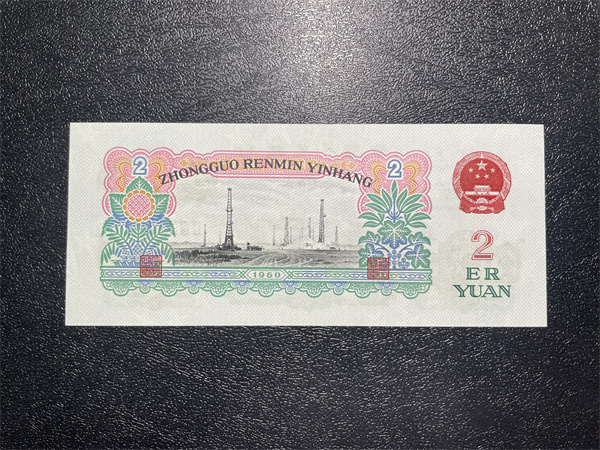 2
2
ZHONGGUO RENMIN YINHANG
1960
2
ER
YUAN